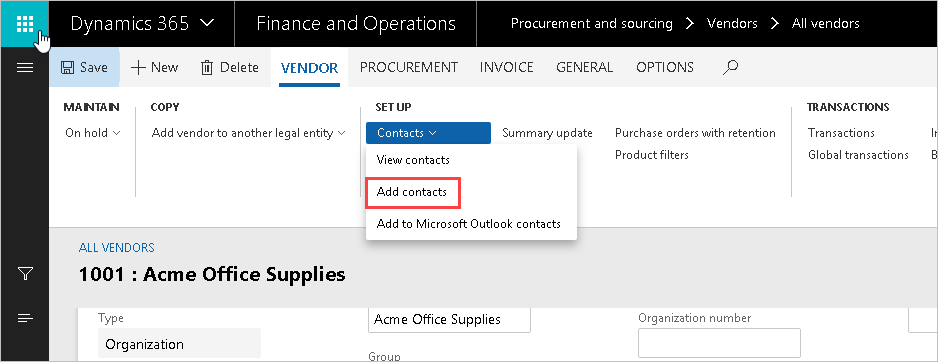 Dynamics 365 Finance and Operations Procurement and sourcing > Vendors > All vendors
Save New Delete VENDOR PROCUREMENT INVOICE GENERAL OPTIONS
MAINTAIN COPY SET UP TRANSACTIONS
On hold Add vendor to another legal entity Contacts Summary update Purchase orders with retention Transactions
Product filters Global transactions
View contacts
Add contacts
Add to Microsoft Outlook contacts
ALL VENDORS
1001 : Acme Office Supplies
Type Acme Office Supplies Organization number
Organization
Group